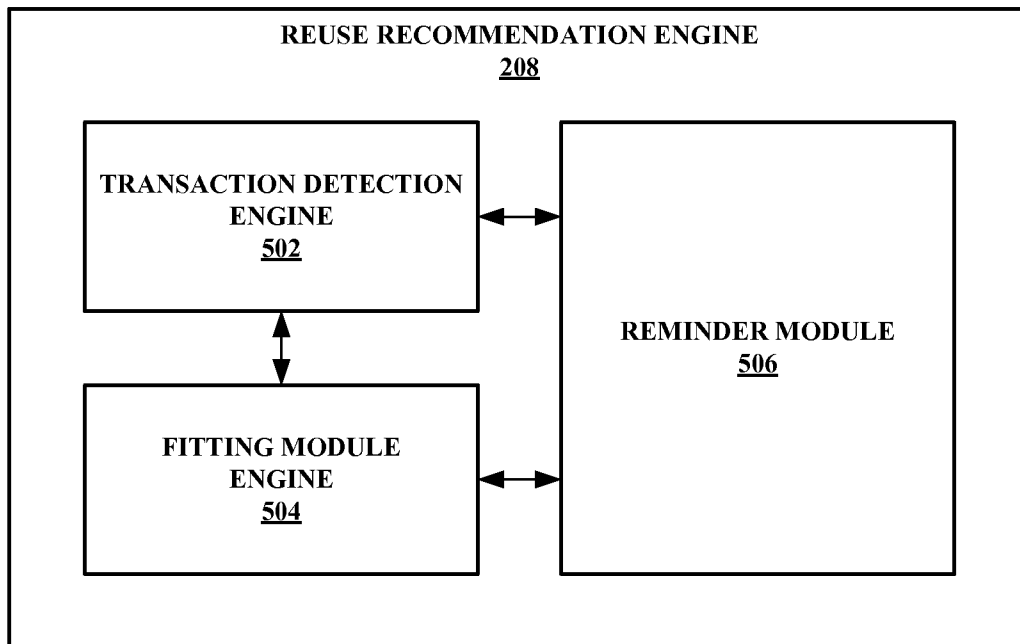 REUSE RECOMMENDATION ENGINE
208
TRANSACTION DETECTION
ENGINE
502
FITTING MODULE
ENGINE
504
REMINDER MODULE
506